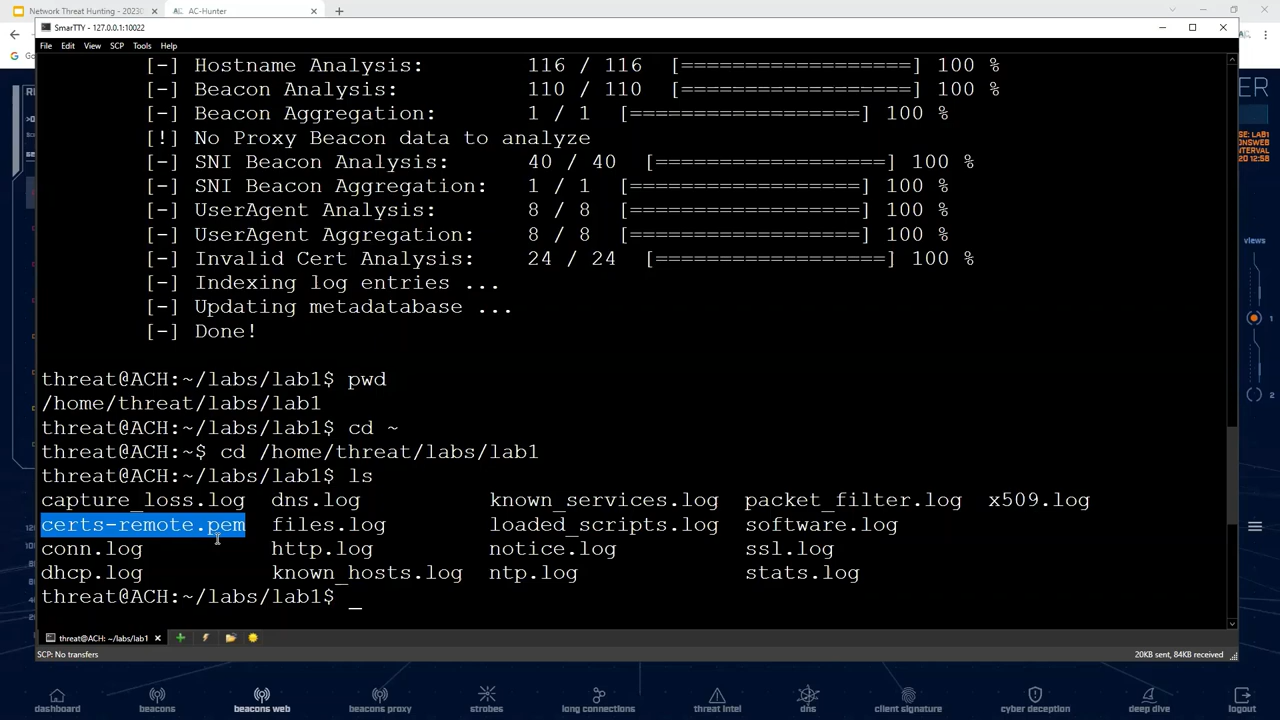 Network Threat Hunting - 20230
AC-Hunter
SmarTTY - 127.0.0.1:10022
File Edit View SCP Tools Help
[-] Hostname Analysis: 116 / 116 [==================] 100 %
[-] Beacon Analysis: 110 / 110 [==================] 100 %
[-] Beacon Aggregation: 1 / 1 [==================] 100 %
[!] No Proxy Beacon data to analyze
[-] SNI Beacon Analysis: 40 / 40 [==================] 100 %
[-] SNI Beacon Aggregation: 1 / 1 [==================] 100 %
[-] UserAgent Analysis: 8 / 8 [==================] 100 %
[-] UserAgent Aggregation: 8 / 8 [==================] 100 %
[-] Invalid Cert Analysis: 24 / 24 [==================] 100 %
[-] Indexing log entries ...
[-] Updating metadatabase ...
[-] Done!
threat@ACH:~/labs/lab1$ pwd
/home/threat/labs/lab1
threat@ACH:~/labs/lab1$ cd ~
threat@ACH:~$ cd /home/threat/labs/lab1
threat@ACH:~/labs/lab1$ ls
capture_loss.log dns.log known_services.log packet_filter.log x509.log
certs-remote.pem files.log loaded_scripts.log software.log
conn.log http.log notice.log ssl.log
dhcp.log known_hosts.log ntp.log stats.log
threat@ACH:~/labs/lab1$ _
threat@ACH: ~/labs/lab1
SCP: No transfers
20KB sent, 84KB received
views
1
2
dashboard beacons beacons web beacons proxy strobes long connections threat intel dns client signature cyber deception deep dive logout